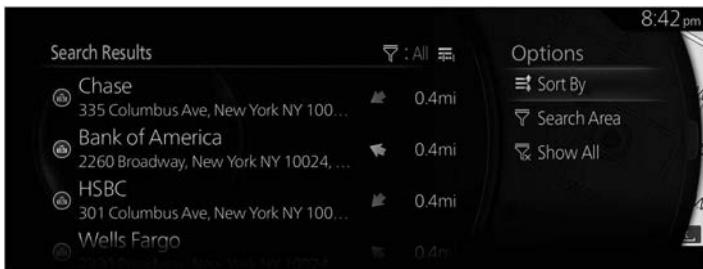 8:42 pm
Search Results
: All
Chase
335 Columbus Ave, New York NY 100...
0.4mi
Bank of America
2260 Broadway, New York NY 10024, ...
0.4mi
HSBC
301 Columbus Ave, New York NY 100...
0.4mi
Wells Fargo
0.4m
Options
Sort By
Search Area
Show All